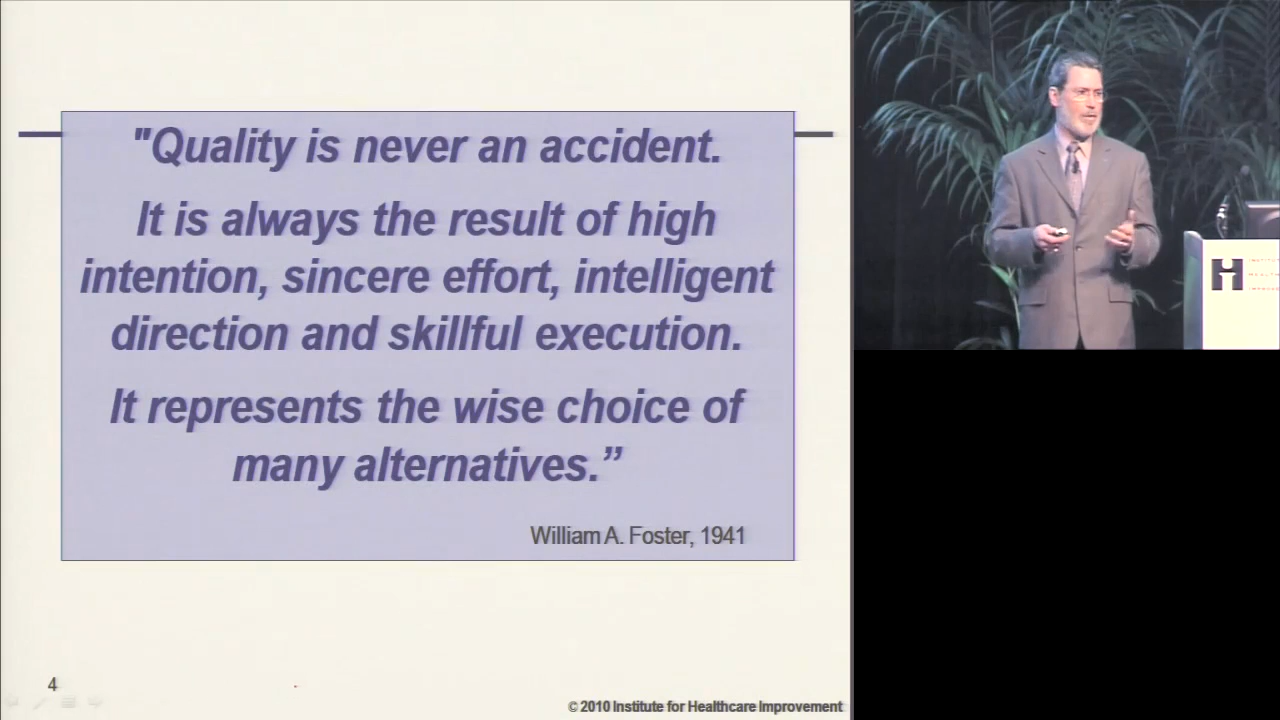 "Quality is never an accident.
It is always the result of high
intention, sincere effort, intelligent
direction and skillful execution.
It represents the wise choice of
many alternatives.”
William A. Foster, 1941
4
© 2010 Institute for Healthcare Improvement